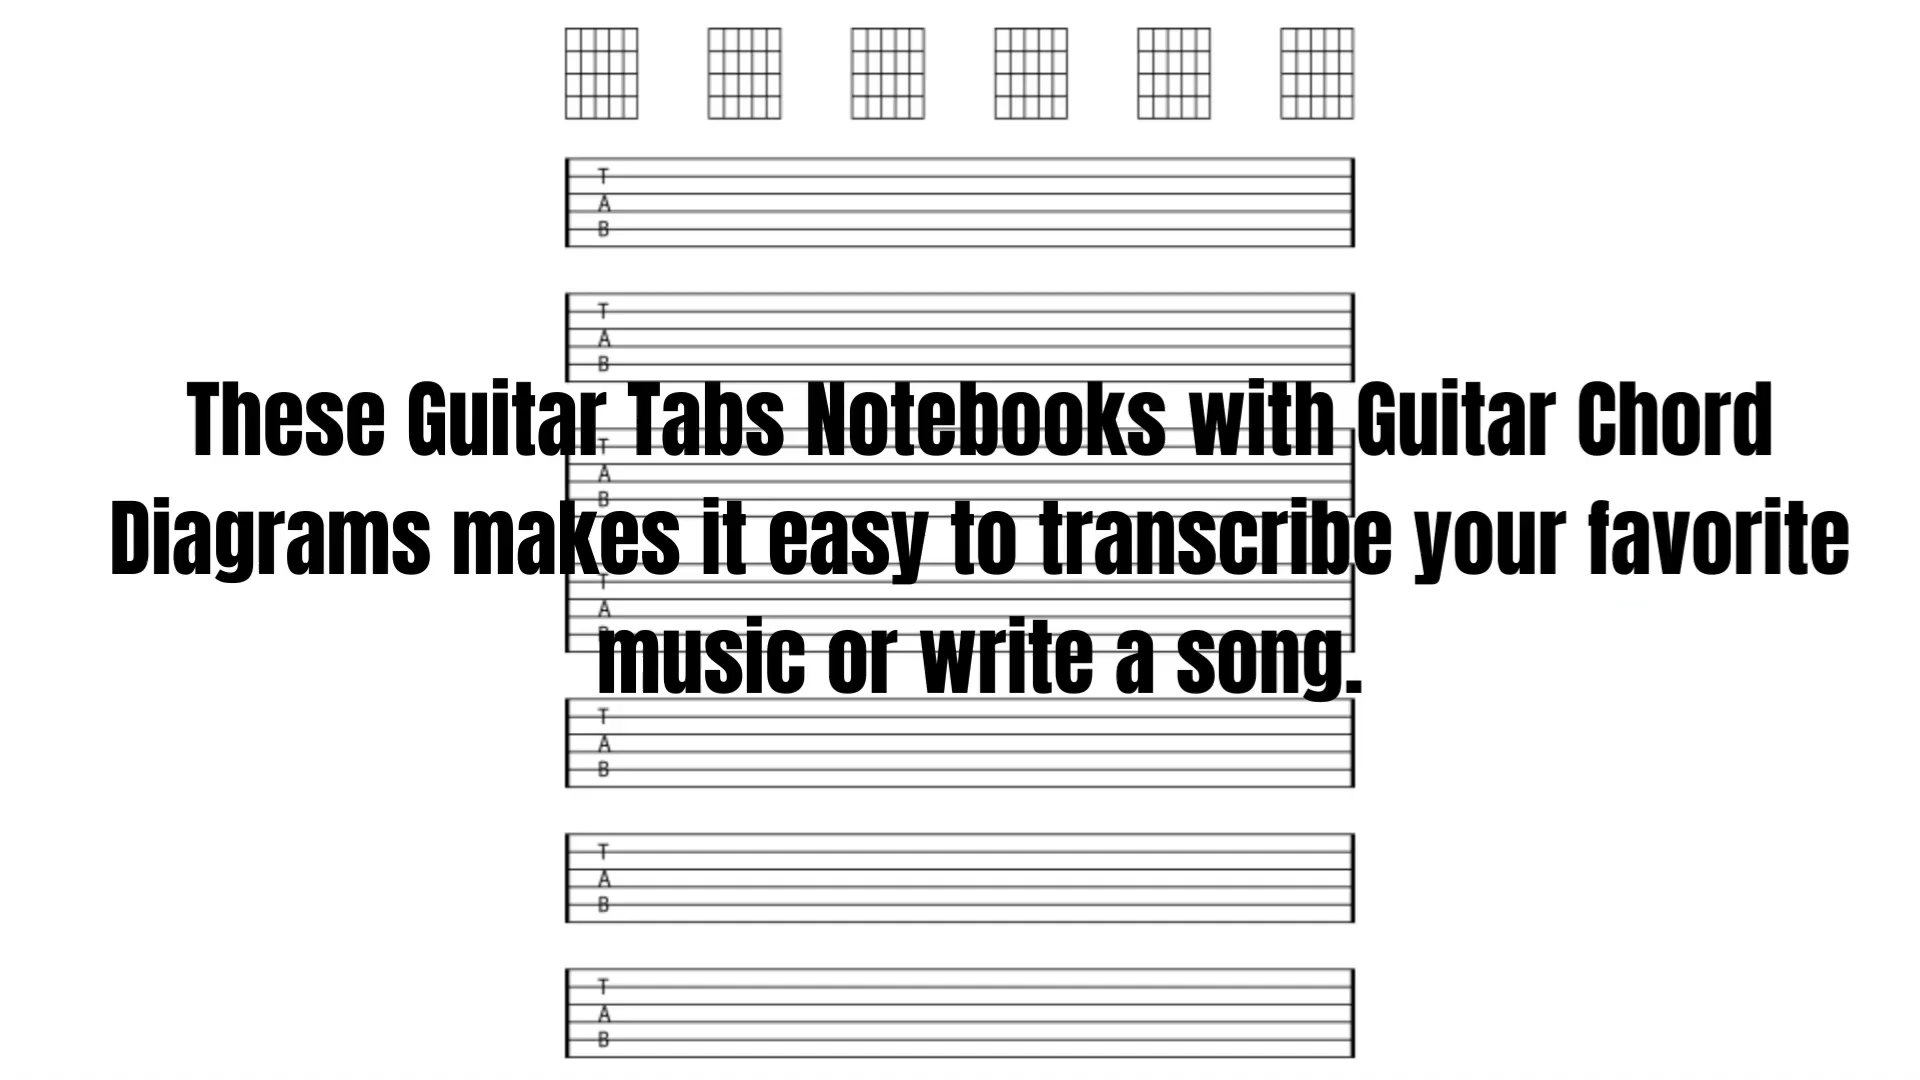 T
A
B
T
A
B
These Guitar Tabs Notebooks with Guitar Chord
T
A
B
Diagrams makes it easy to transcribe your favorite
T
A
B
music or write a song.
T
A
B
T
A
B
T
A
B